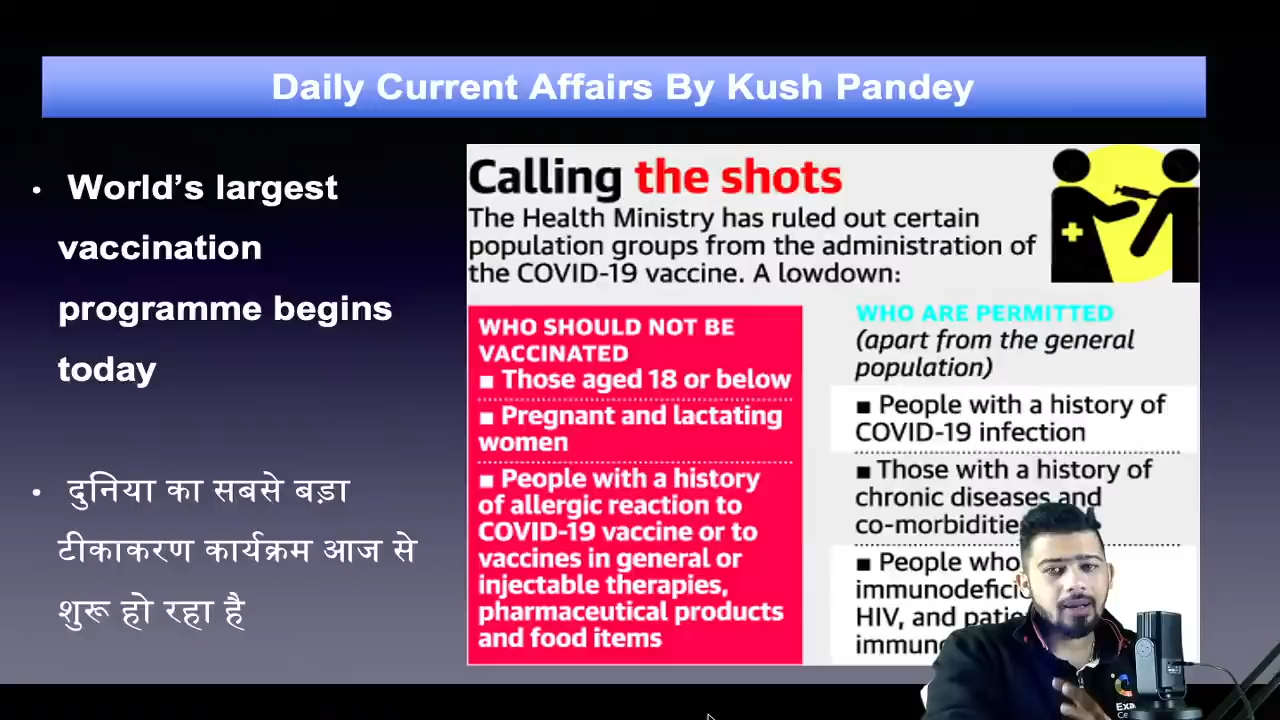 Daily Current Affairs By Kush Pandey
• World’s largest
vaccination
programme begins
today
• दुनिया का सबसे बड़ा
टीकाकरण कार्यक्रम आज से
शुरू हो रहा है
Calling the shots
The Health Ministry has ruled out certain
population groups from the administration of
the COVID-19 vaccine. A lowdown:
WHO SHOULD NOT BE
VACCINATED
■ Those aged 18 or below
■ Pregnant and lactating
women
■ People with a history
of allergic reaction to
COVID-19 vaccine or to
vaccines in general or
injectable therapies,
pharmaceutical products
and food items
WHO ARE PERMITTED
(apart from the general
population)
■ People with a history of
COVID-19 infection
■ Those with a history of
chronic diseases and
■ People who
HIV, and